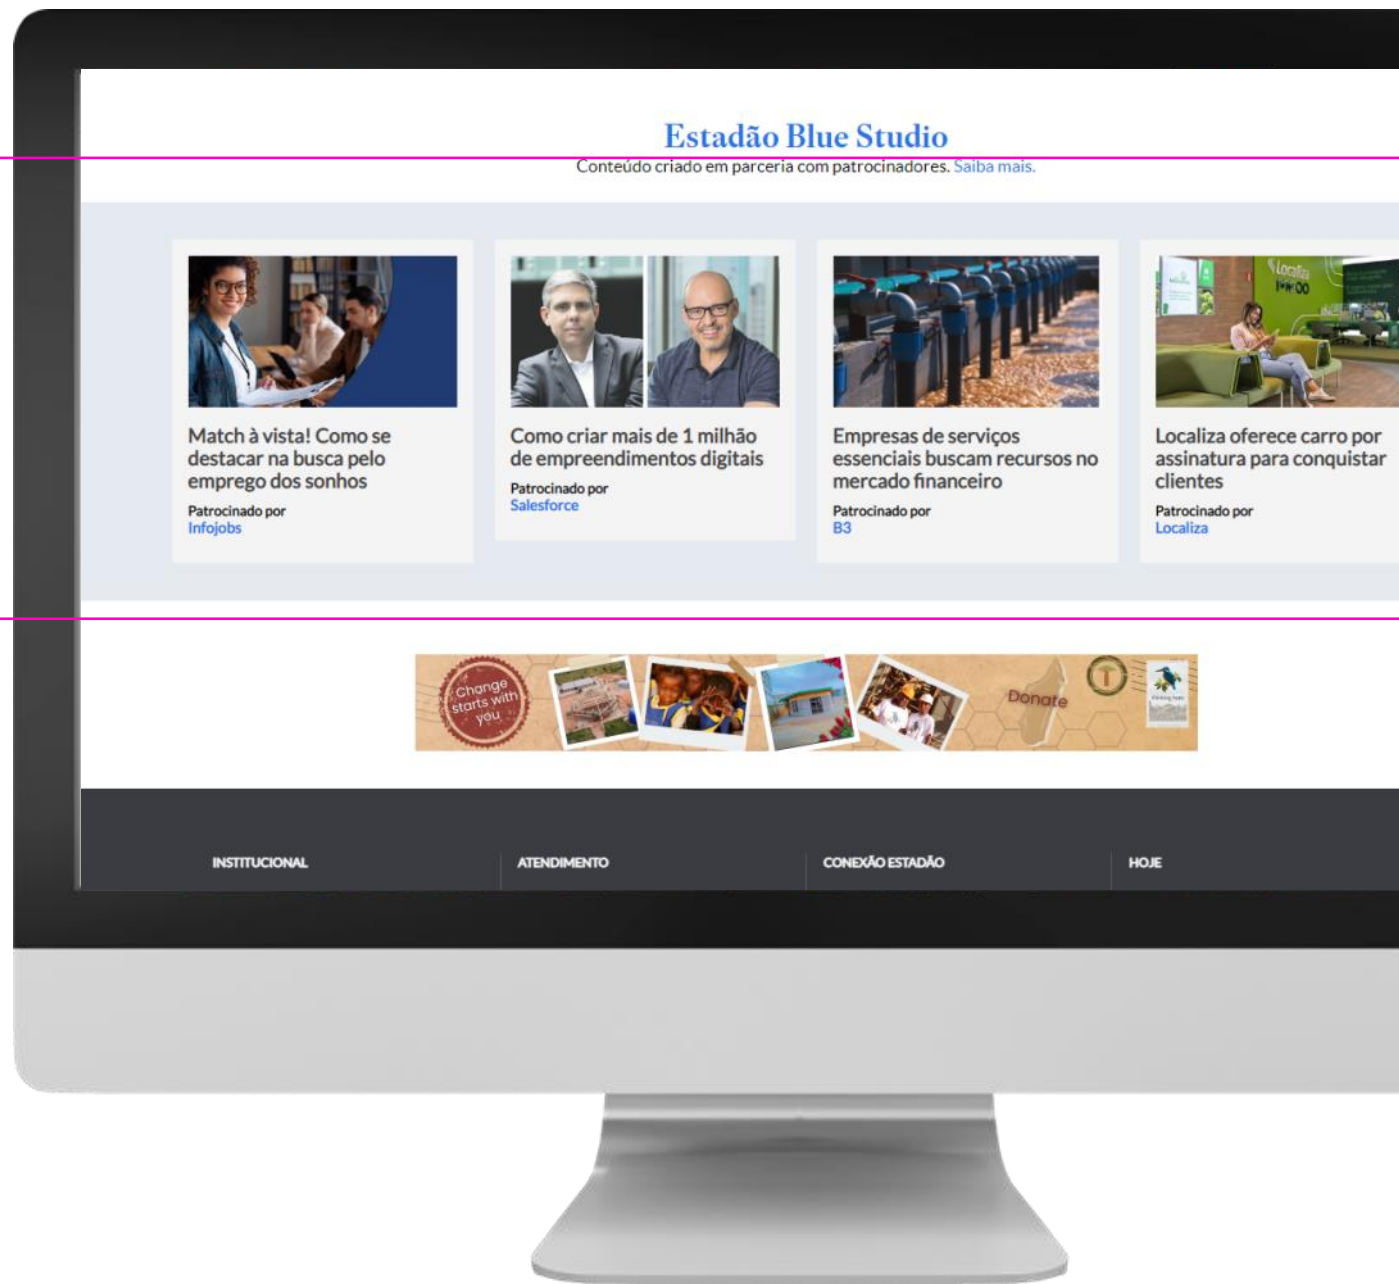 Estadão Blue Studio
Conteúdo criado em parceria com patrocinadores. Saiba mais.
Match à vista! Como se
destacar na busca pelo
emprego dos sonhos
Patrocinado por
Infojobs
Como criar mais de 1 milhão
de empreendimentos digitais
Patrocinado por
Salesforce
Localiza
Empresas de serviços
essenciais buscam recursos no
mercado financeiro
Patrocinado por
B3
Localiza oferece carro por
assinatura para conquistar
clientes
Patrocinado por
Localiza
Change
starts with
you
Donate
INSTITUCIONAL
ATENDIMENTO
CONEXÃO ESTADÃO
HOJE